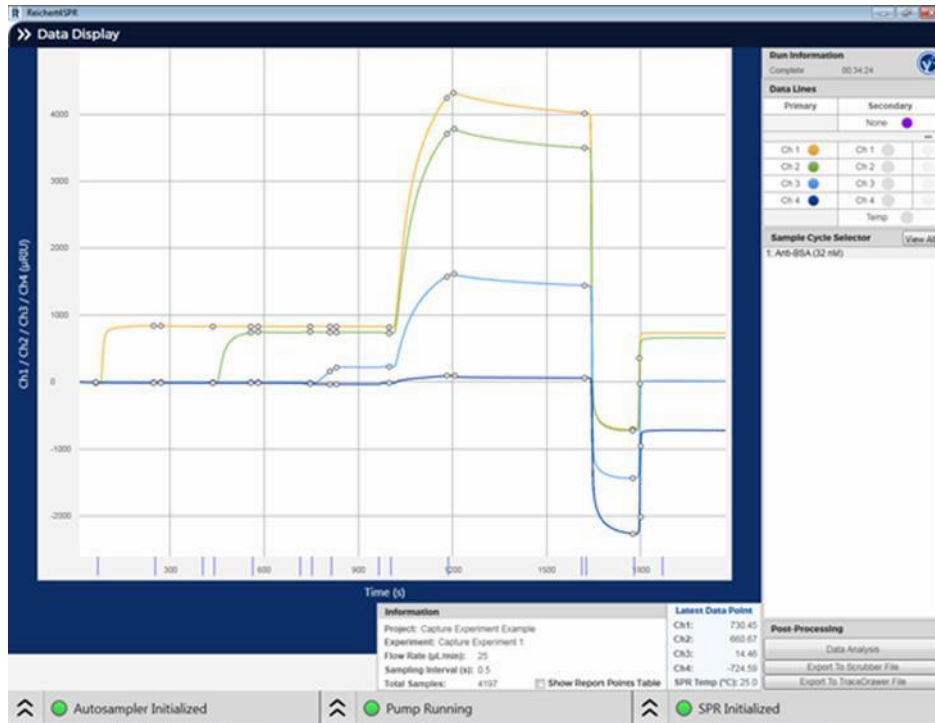 Reichert4SPR
Data Display
Run Information
Complete 00:34:24
Data Lines
Primary Secondary
None
Ch 1 Ch 1
Ch 2 Ch 2
Ch 3 Ch 3
Ch 4 Ch 4
Temp
Sample Cycle Selector View All
1: Anti-BSA (32 nM)
Ch1 / Ch2 / Ch3 / Ch4 (μRIU)
4000
3000
2000
1000
0
-1000
-2000
300 600 900 1200 1500 1800
Time (s)
Information
Project: Capture Experiment Example
Experiment: Capture Experiment 1
Flow Rate (μL/min): 25
Sampling Interval (s): 0.5
Total Samples: 4197
Show Report Points Table
Latest Data Point
Ch1: 730.45
Ch2: 660.67
Ch3: 14.46
Ch4: -724.59
SPR Temp (°C): 25.0
Post-Processing
Data Analysis
Export To Scrubber File
Export To TraceDrawer File
Autosampler Initialized
Pump Running
SPR Initialized